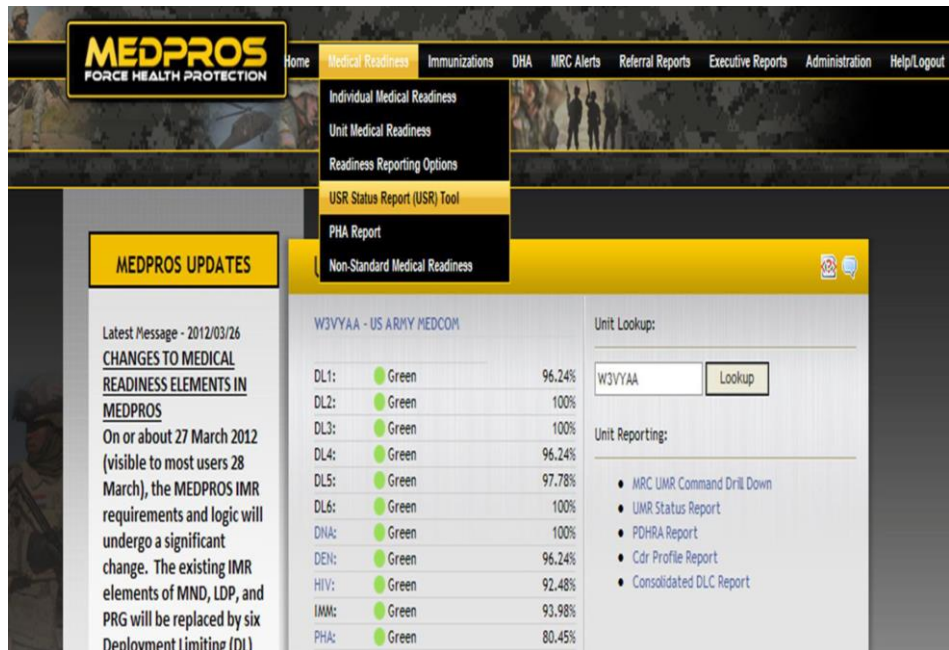 MEDPROS
FORCE HEALTH PROTECTION
Home Medical Readiness Immunizations DHA MRC Alerts Referral Reports Executive Reports Administration Help/Logout
Individual Medical Readiness
Unit Medical Readiness
Readiness Reporting Options
USR Status Report (USR) Tool
PHA Report
Non-Standard Medical Readiness
MEDPROS UPDATES
Latest Message - 2012/03/26
CHANGES TO MEDICAL
READINESS ELEMENTS IN
MEDPROS
On or about 27 March 2012
(visible to most users 28
March), the MEDPROS IMR
requirements and logic will
undergo a significant
change. The existing IMR
elements of MND, LDP, and
PRG will be replaced by six
Deployment Limiting (DL)
W3VYAA - US ARMY MEDCOM
DL1: Green 96.24%
DL2: Green 100%
DL3: Green 100%
DL4: Green 96.24%
DL5: Green 97.78%
DL6: Green 100%
DNA: Green 100%
DEN: Green 96.24%
HIV: Green 92.48%
IMM: Green 93.98%
PHA: Green 80.45%
Unit Lookup:
W3VYAA Lookup
Unit Reporting:
MRC UMR Command Drill Down
UMR Status Report
PDHRA Report
Cdr Profile Report
Consolidated DLC Report